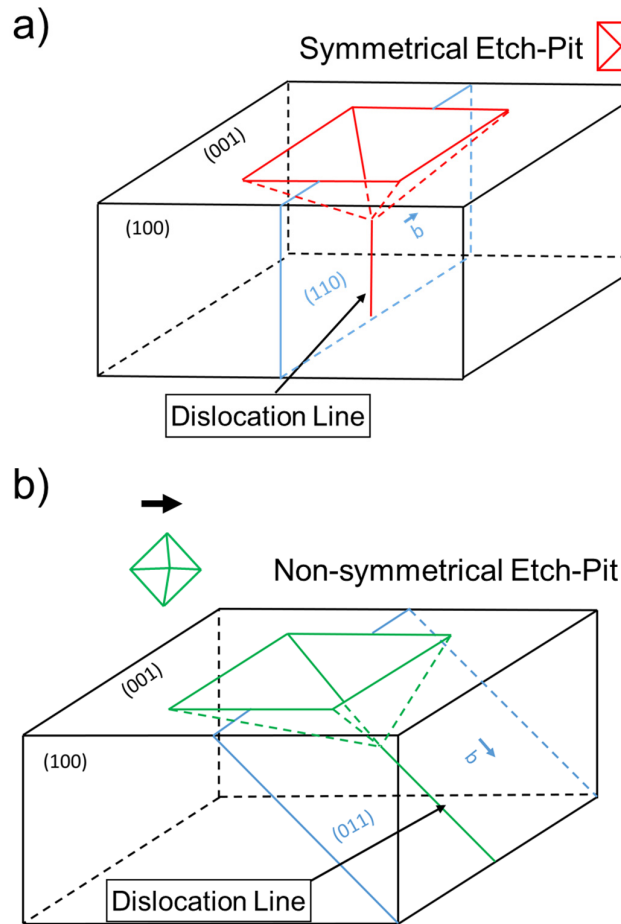 a)
Symmetrical Etch-Pit
(001)
(100)
b
(110)
Dislocation Line
b)
Non-symmetrical Etch-Pit
(001)
(100)
b
(011)
Dislocation Line